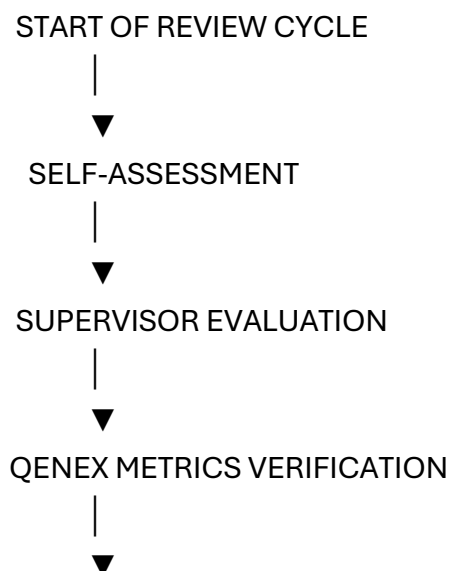 START OF REVIEW CYCLE
│
▼
SELF-ASSESSMENT
│
▼
SUPERVISOR EVALUATION
│
▼
QENEX METRICS VERIFICATION
│
▼